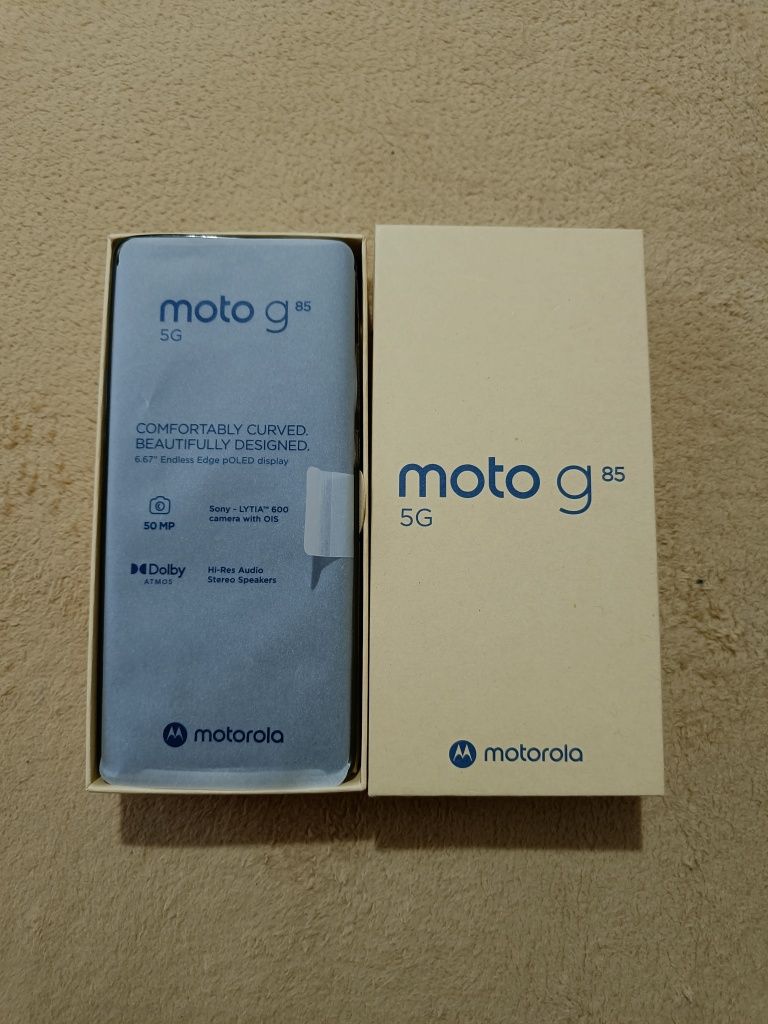 moto g 85
5G
COMFORTABLY CURVED.
BEAUTIFULLY DESIGNED.
6.67" Endless Edge pOLED display
50 MP
Sony - LYTIA™ 600
camera with OIS
Dolby
ATMOS
Hi-Res Audio
Stereo Speakers
motorola
moto g 85
5G
motorola